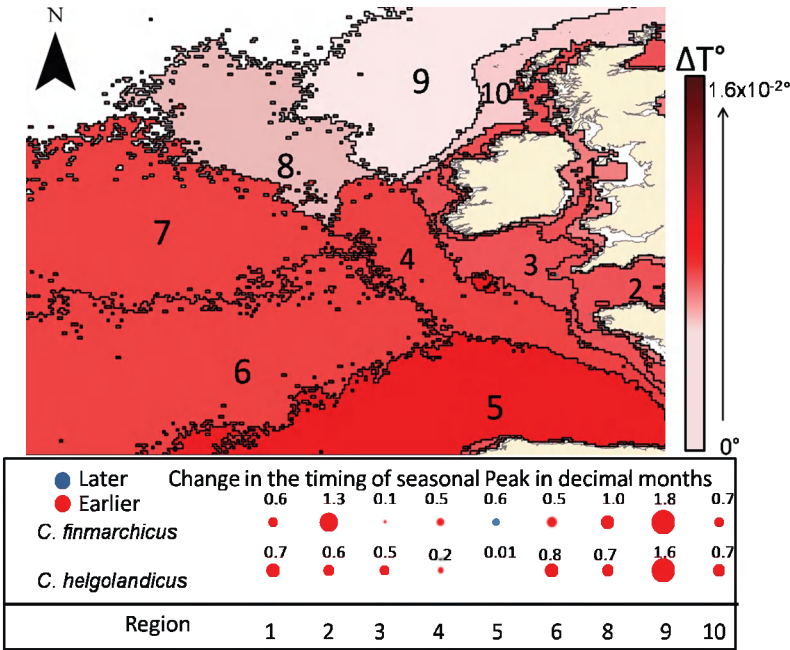 N
ΔT°
1.6x10⁻²°
0°
9
10
1
8
7
4
3
2
6
5
Later
Change in the timing of seasonal Peak in decimal months
Earlier
0.6 1.3 0.1 0.5 0.6 0.5 1.0 1.8 0.7
C. finmarchicus
0.7 0.6 0.5 0.2 0.01 0.8 0.7 1.6 0.7
C. helgolandicus
Region 1 2 3 4 5 6 8 9 10